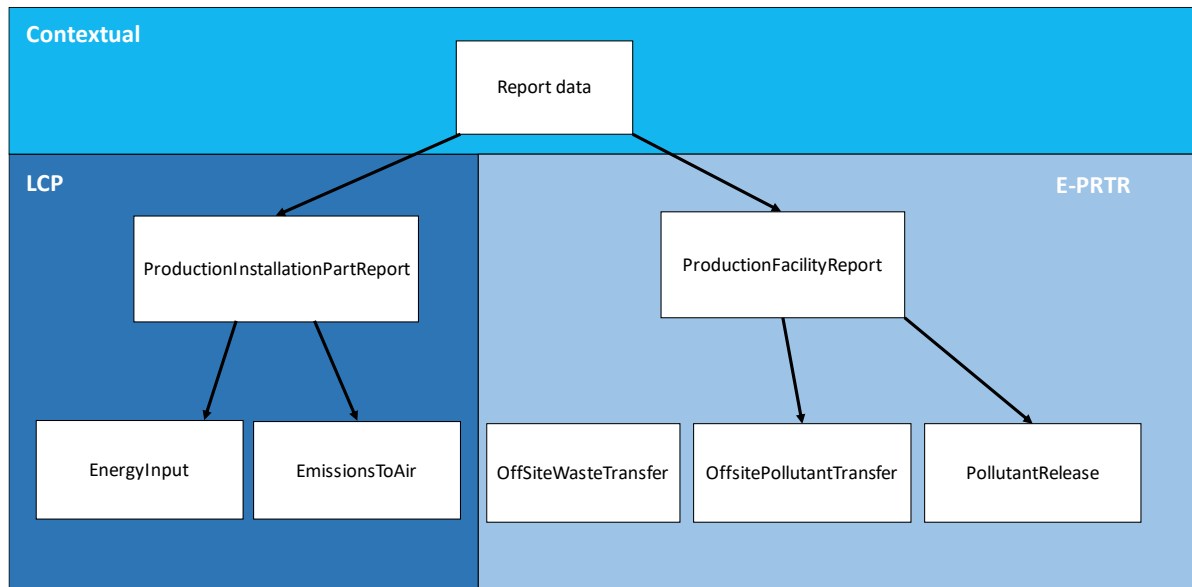 Contextual
Report data
LCP
E-PRTR
ProductionInstallationPartReport
ProductionFacilityReport
EnergyInput
EmissionsToAir
OffSiteWasteTransfer
OffsitePollutantTransfer
PollutantRelease